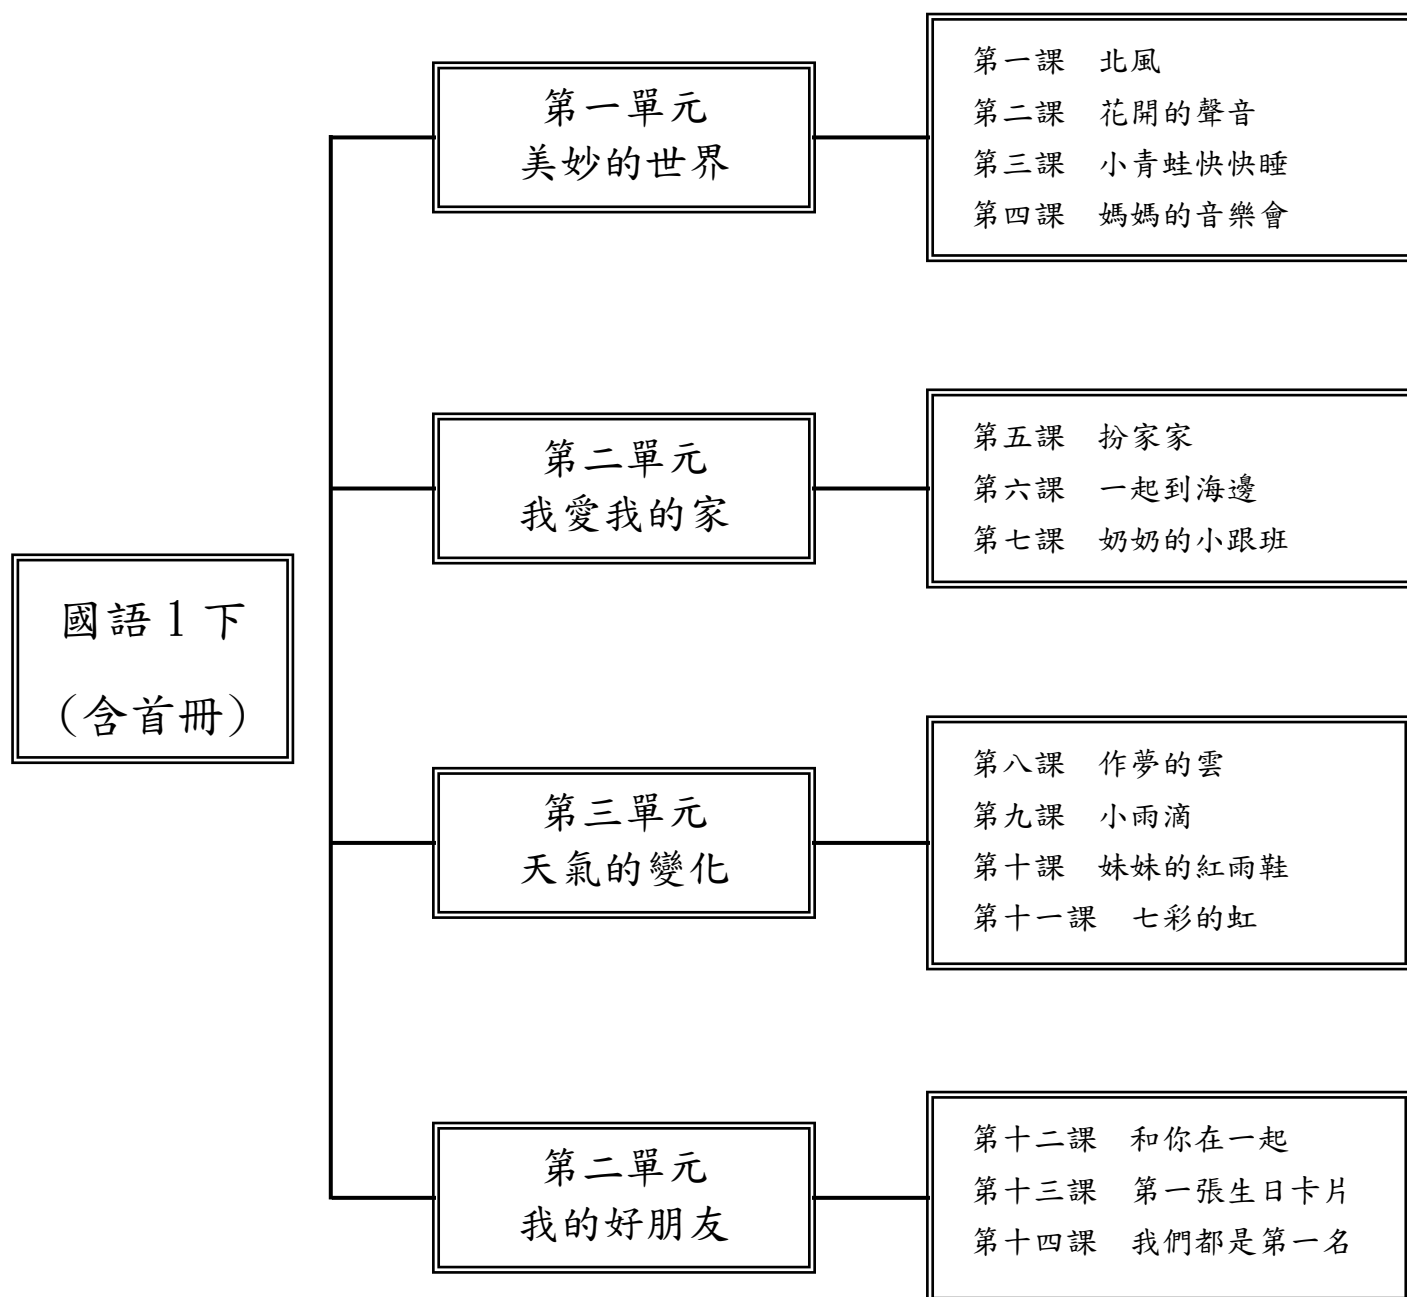 國語1下
(含首冊)
第一單元
美妙的世界
第一課　北風
第二課　花開的聲音
第三課　小青蛙快快睡
第四課　媽媽的音樂會
第二單元
我愛我的家
第五課　扮家家
第六課　一起到海邊
第七課　奶奶的小跟班
第三單元
天氣的變化
第八課　作夢的雲
第九課　小雨滴
第十課　妹妹的紅雨鞋
第十一課　七彩的虹
第二單元
我的好朋友
第十二課　和你在一起
第十三課　第一張生日卡片
第十四課　我們都是第一名